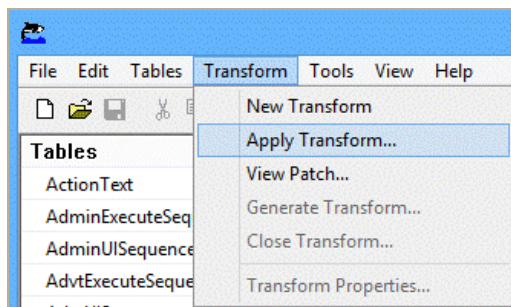 File Edit Tables Transform Tools View Help
New Transform
Apply Transform...
Tables
View Patch...
ActionText
Generate Transform...
AdminExecuteSeq
Close Transform...
AdminUISequence
AdvtExecuteSeque
Transform Properties...